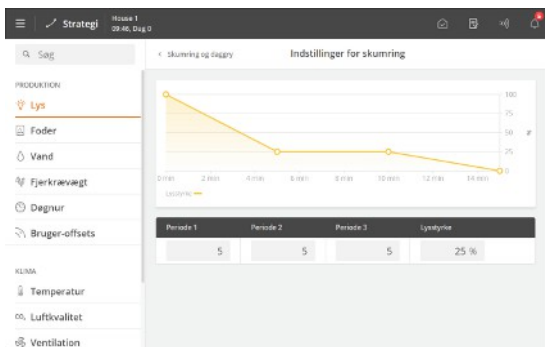 Strategi
House 1
09:46, Dag 0
Søg
PRODUKTION
Lys
Foder
Vand
Fjerkrævægt
Døgnur
Bruger-offsets
KLIMA
Temperatur
Luftkvalitet
Ventilation
Skumring og daggry
Indstillinger for skumring
100
75
50
25
0
%
0 min 2 min 4 min 6 min 8 min 10 min 12 min 14 min
Lysstyrke
Periode 1 Periode 2 Periode 3 Lysstyrke
5 5 5 25 %